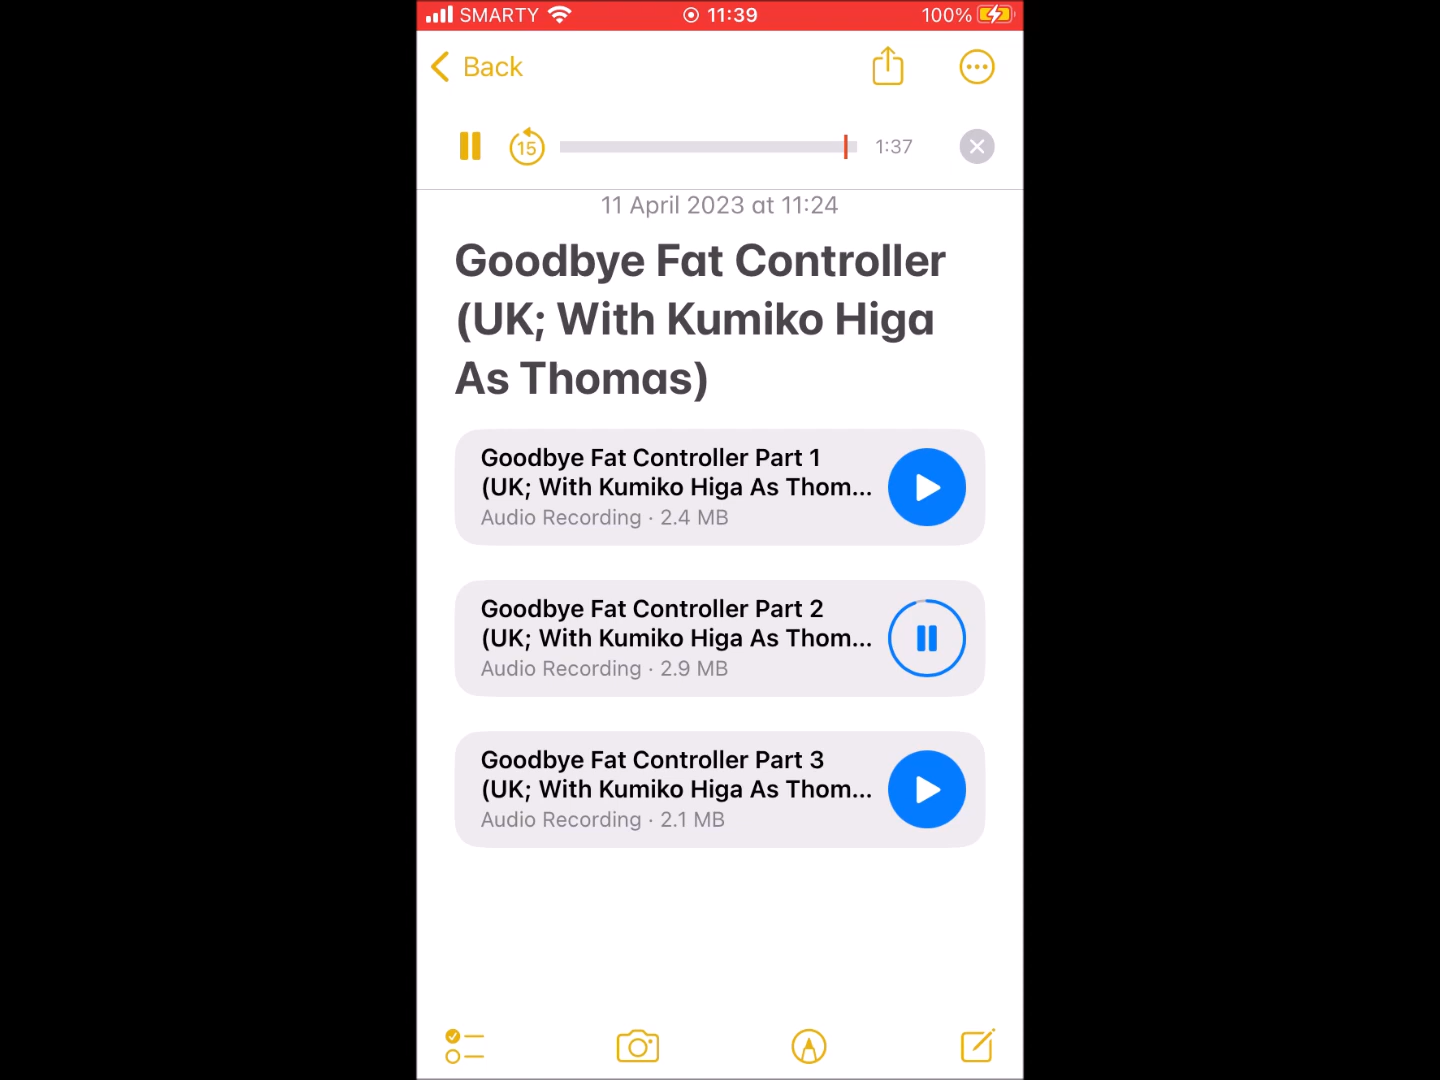 SMARTY 11:39 100%
Back
15 1:37
11 April 2023 at 11:24
Goodbye Fat Controller
(UK; With Kumiko Higa
As Thomas)
Goodbye Fat Controller Part 1
(UK; With Kumiko Higa As Thom...
Audio Recording · 2.4 MB
Goodbye Fat Controller Part 2
(UK; With Kumiko Higa As Thom...
Audio Recording · 2.9 MB
Goodbye Fat Controller Part 3
(UK; With Kumiko Higa As Thom...
Audio Recording · 2.1 MB